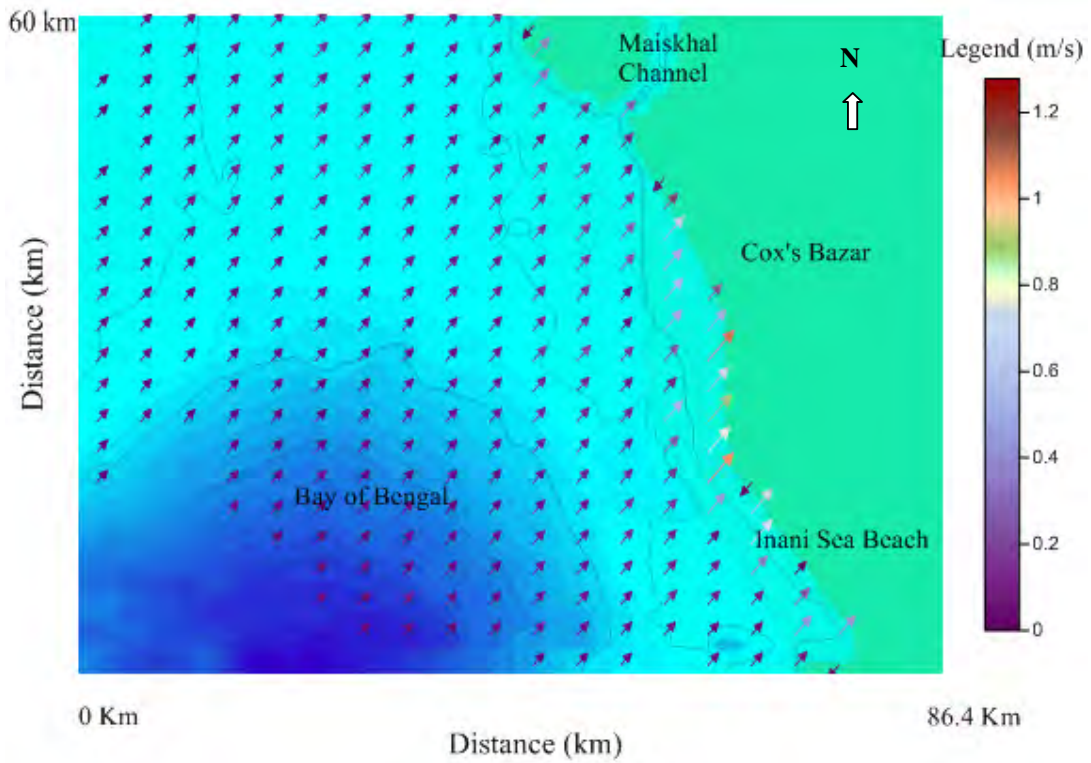 60 km
Maiskhal
Channel
N
Legend (m/s)
1.2
1
0.8
0.6
0.4
0.2
0
Cox's Bazar
Distance (km)
Bay of Bengal
Inani Sea Beach
0 Km
86.4 Km
Distance (km)